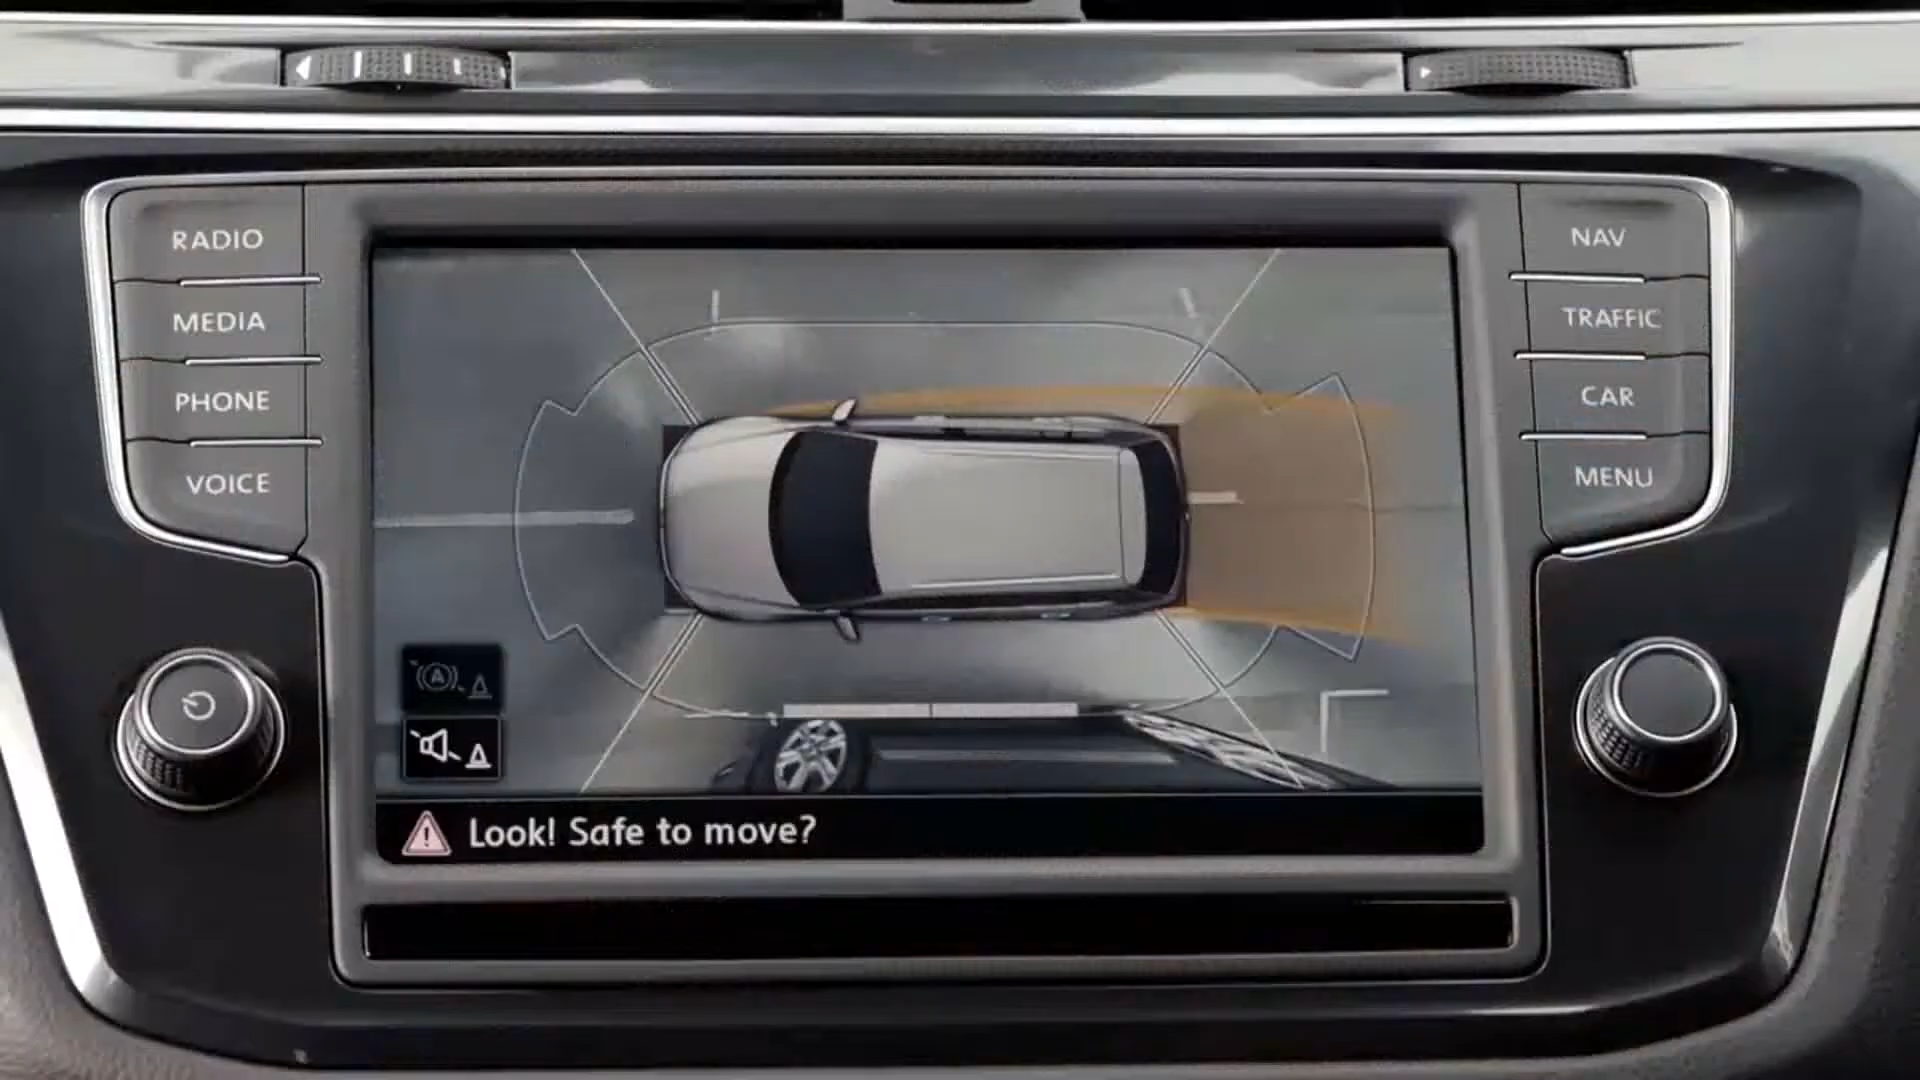 RADIO
MEDIA
PHONE
VOICE
NAV
TRAFFIC
CAR
MENU
A
Look! Safe to move?